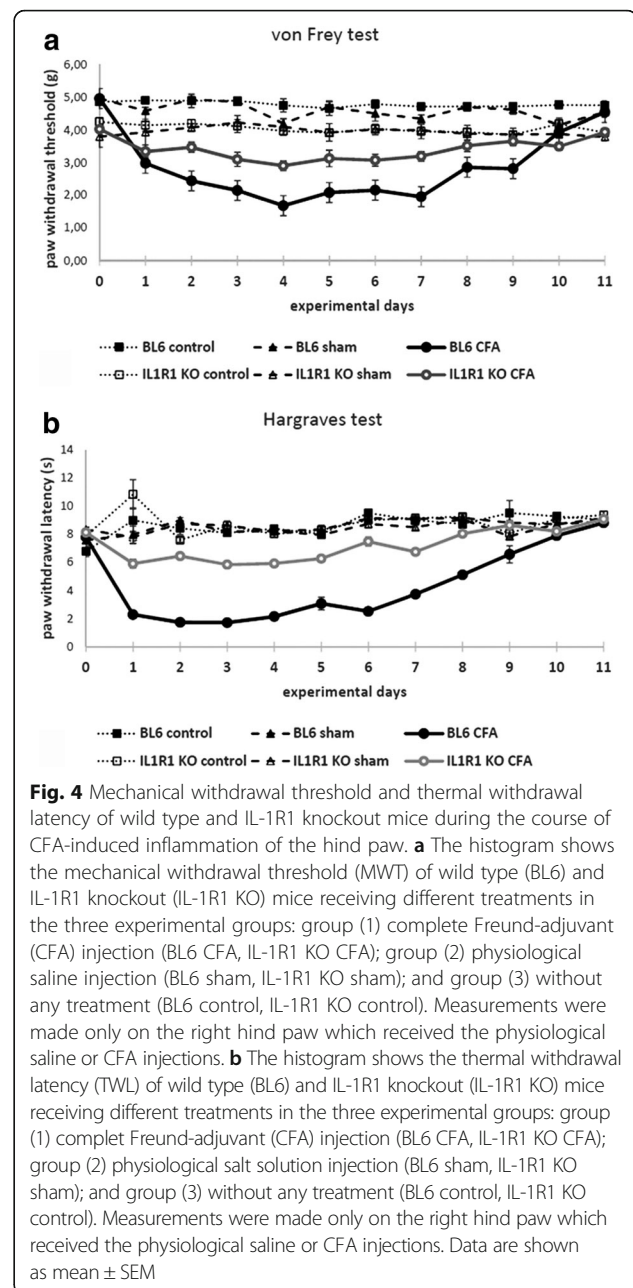 a
von Frey test
paw withdrawal threshold (g)
6,00
5,00
4,00
3,00
2,00
1,00
0,00
0 1 2 3 4 5 6 7 8 9 10 11
experimental days
BL6 control BL6 sham BL6 CFA
IL1R1 KO control IL1R1 KO sham IL1R1 KO CFA
b
Hargraves test
paw withdrawal latency (s)
14
12
10
8
6
4
2
0
0 1 2 3 4 5 6 7 8 9 10 11
experimental days
BL6 control BL6 sham BL6 CFA
IL1R1 KO control IL1R1 KO sham IL1R1 KO CFA
Fig. 4 Mechanical withdrawal threshold and thermal withdrawal
latency of wild type and IL-1R1 knockout mice during the course of
CFA-induced inflammation of the hind paw. a The histogram shows
the mechanical withdrawal threshold (MWT) of wild type (BL6) and
IL-1R1 knockout (IL-1R1 KO) mice receiving different treatments in
the three experimental groups: group (1) complete Freund-adjuvant
(CFA) injection (BL6 CFA, IL-1R1 KO CFA); group (2) physiological
saline injection (BL6 sham, IL-1R1 KO sham); and group (3) without
any treatment (BL6 control, IL-1R1 KO control). Measurements were
made only on the right hind paw which received the physiological
saline or CFA injections. b The histogram shows the thermal withdrawal
latency (TWL) of wild type (BL6) and IL-1R1 knockout (IL-1R1 KO) mice
receiving different treatments in the three experimental groups: group
(1) complet Freund-adjuvant (CFA) injection (BL6 CFA, IL-1R1 KO CFA);
group (2) physiological salt solution injection (BL6 sham, IL-1R1 KO
sham); and group (3) without any treatment (BL6 control, IL-1R1 KO
control). Measurements were made only on the right hind paw which
received the physiological saline or CFA injections. Data are shown
as mean ± SEM